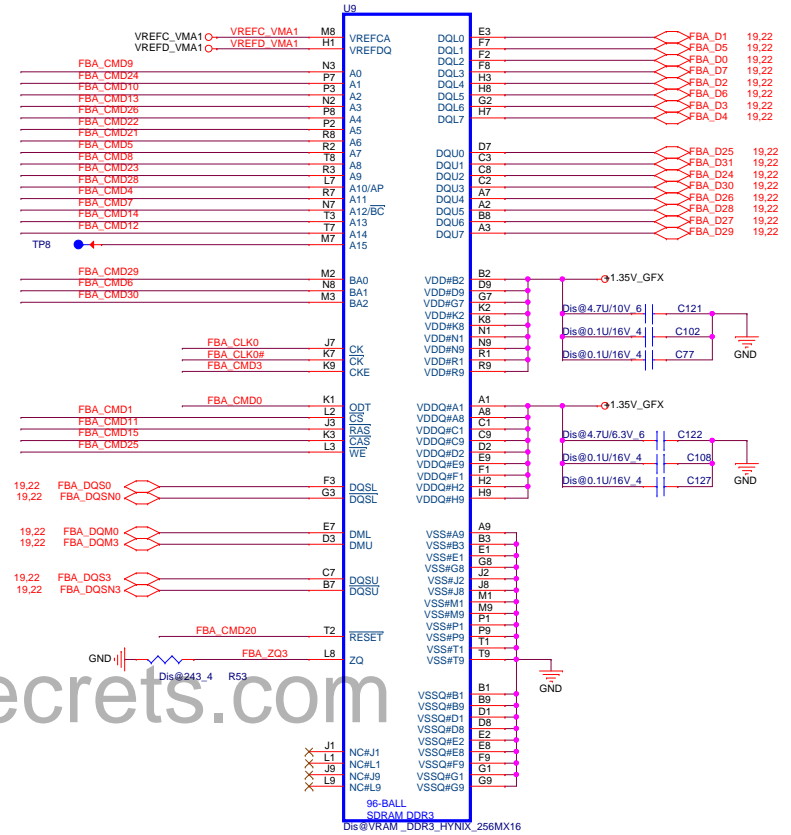 U9
VREFC_VMA1 VREFC_VMA1 M8 VREFCA
VREFD_VMA1 VREFD_VMA1 H1 VREFDQ
FBA_CMD9 N3 A0
FBA_CMD24 P7 A1
FBA_CMD10 P3 A2
FBA_CMD13 N2 A3
FBA_CMD26 P8 A4
FBA_CMD22 P2 A5
FBA_CMD21 R8 A6
FBA_CMD5 R2 A7
FBA_CMD8 T8 A8
FBA_CMD23 R3 A9
FBA_CMD28 L7 A10/AP
FBA_CMD4 R7 A11
FBA_CMD7 N7 A12/BC
FBA_CMD14 T3 A13
FBA_CMD12 T7 A14
TP8 M7 A15
FBA_CMD29 M2 BA0
FBA_CMD6 N8 BA1
FBA_CMD30 M3 BA2
FBA_CLK0 J7 CK
FBA_CLK0# K7 CK
FBA_CMD3 K9 CKE
FBA_CMD0 K1 ODT
FBA_CMD1 L2 CS
FBA_CMD11 J3 RAS
FBA_CMD15 K3 CAS
FBA_CMD25 L3 WE
19,22 FBA_DQS0 F3 DQSL
19,22 FBA_DQSN0 G3 DQSL
19,22 FBA_DQM0 E7 DML
19,22 FBA_DQM3 D3 DMU
19,22 FBA_DQS3 C7 DQSU
19,22 FBA_DQSN3 B7 DQSU
FBA_CMD20 T2 RESET
GND FBA_ZQ3 L8 ZQ
Dis@243_4 R53
ecrets.com
J1 NC#J1
L1 NC#L1
J9 NC#J9
L9 NC#L9
DQL0 E3 FBA_D1 19,22
DQL1 F7 FBA_D5 19,22
DQL2 F2 FBA_D0 19,22
DQL3 F8 FBA_D7 19,22
DQL4 H3 FBA_D2 19,22
DQL5 H8 FBA_D6 19,22
DQL6 G2 FBA_D3 19,22
DQL7 H7 FBA_D4 19,22
DQU0 D7 FBA_D25 19,22
DQU1 C3 FBA_D31 19,22
DQU2 C8 FBA_D24 19,22
DQU3 C2 FBA_D30 19,22
DQU4 A7 FBA_D26 19,22
DQU5 A2 FBA_D28 19,22
DQU6 B8 FBA_D27 19,22
DQU7 A3 FBA_D29 19,22
VDD#B2 B2 +1.35V_GFX
VDD#D9 D9
VDD#G7 G7
VDD#K2 K2 Dis@4.7U/10V_6 C121
VDD#K8 K8
VDD#N1 N1 Dis@0.1U/16V_4 C102
VDD#N9 N9
VDD#R1 R1 Dis@0.1U/16V_4 C77
VDD#R9 R9
GND
VDDQ#A1 A1 +1.35V_GFX
VDDQ#A8 A8
VDDQ#C1 C1
VDDQ#C9 C9 Dis@4.7U/6.3V_6 C122
VDDQ#D2 D2
VDDQ#E9 E9 Dis@0.1U/16V_4 C108
VDDQ#F1 F1
VDDQ#H2 H2 Dis@0.1U/16V_4 C127
VDDQ#H9 H9
GND
VSS#A9 A9
VSS#B3 B3
VSS#E1 E1
VSS#G8 G8
VSS#J2 J2
VSS#J8 J8
VSS#M1 M1
VSS#M9 M9
VSS#P1 P1
VSS#P9 P9
VSS#T1 T1
VSS#T9 T9
GND
VSSQ#B1 B1
VSSQ#B9 B9
VSSQ#D1 D1
VSSQ#D8 D8
VSSQ#E2 E2
VSSQ#E8 E8
VSSQ#F9 F9
VSSQ#G1 G1
VSSQ#G9 G9
96-BALL
SDRAM DDR3
Dis@VRAM _DDR3_HYNIX_256MX16